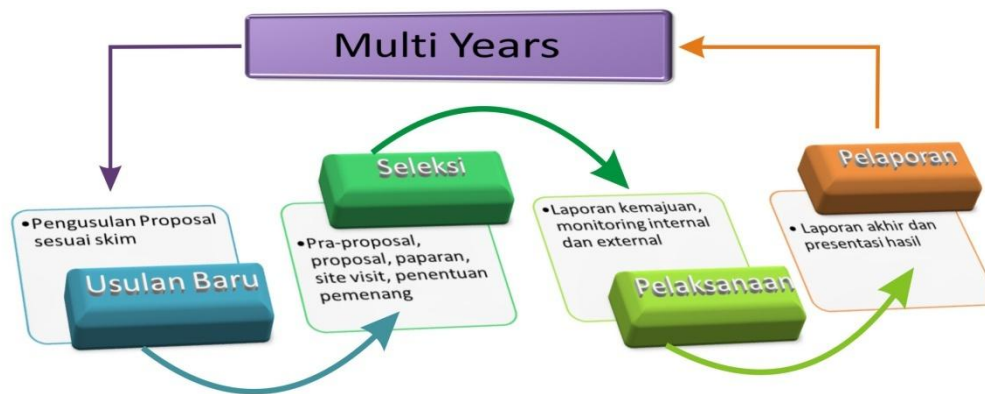 Multi Years
•Pengusulan Proposal
sesuai skim
Usulan Baru
Seleksi
•Pra-proposal,
proposal, paparan,
site visit, penentuan
pemenang
•Laporan kemajuan,
monitoring internal
dan external
Pelaksanaan
Pelaporan
• Laporan akhir dan
presentasi hasil